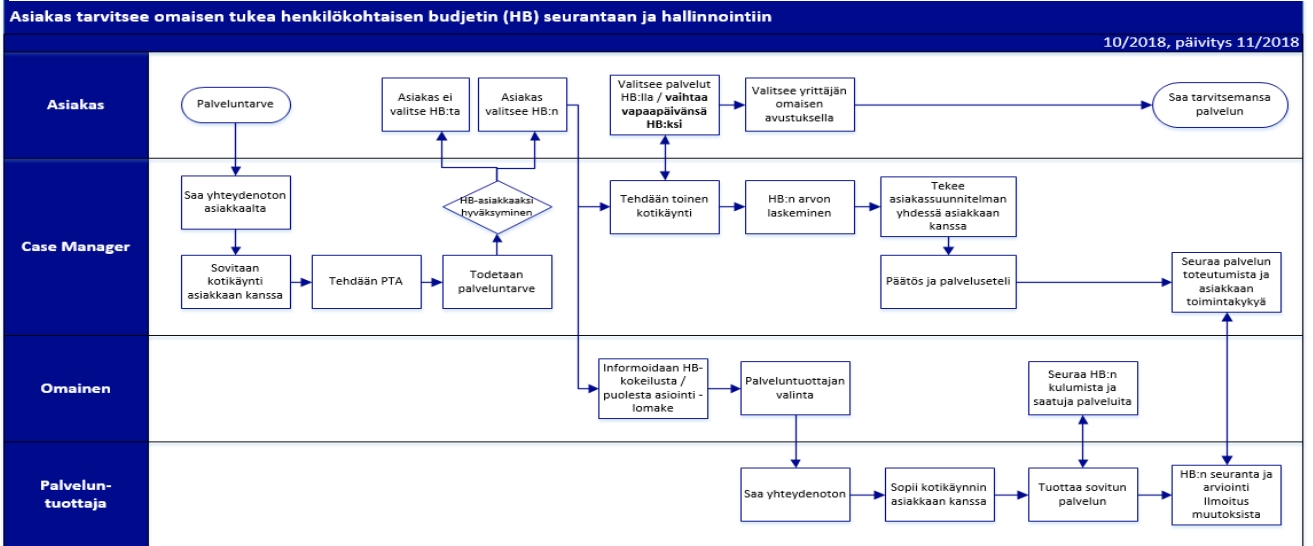 Asiakas tarvitsee omaisen tukea henkilökohtaisen budjetin (HB) seurantaan ja hallinnointiin
10/2018, päivitys 11/2018
Asiakas
Palveluntarve
Asiakas ei
valitse HB:ta
Asiakas
valitsee HB:n
Valitsee palvelut
HB:lla / vaihtaa
vapaapäivänsä
HB:ksi
Valitsee yrittäjän
omaisen
avustuksella
Saa tarvitsemansa
palvelun
Case Manager
Saa yhteydenoton
asiakkaalta
HB-asiakkaaksi
hyväksyminen
Tehdään toinen
kotikäynti
HB:n arvon
laskeminen
Tekee
asiakassuunnitelman
yhdessä asiakkaan
kanssa
Sovitaan
kotikäynti
asiakkaan kanssa
Tehdään PTA
Todetaan
palveluntarve
Päätös ja palveluseteli
Seuraa palvelun
toteutumista ja
asiakkaan
toimintakykyä
Omainen
Informoidaan HB-
kokeilusta /
puolesta asiointi -
lomake
Palveluntuottajan
valinta
Seuraa HB:n
kulumista ja
saatuja palveluita
Palvelun-
tuottaja
Saa yhteydenoton
Sopii kotikäynnin
asiakkaan kanssa
Tuottaa sovitun
palvelun
HB:n seuranta ja
arviointi
Ilmoitus
muutoksista